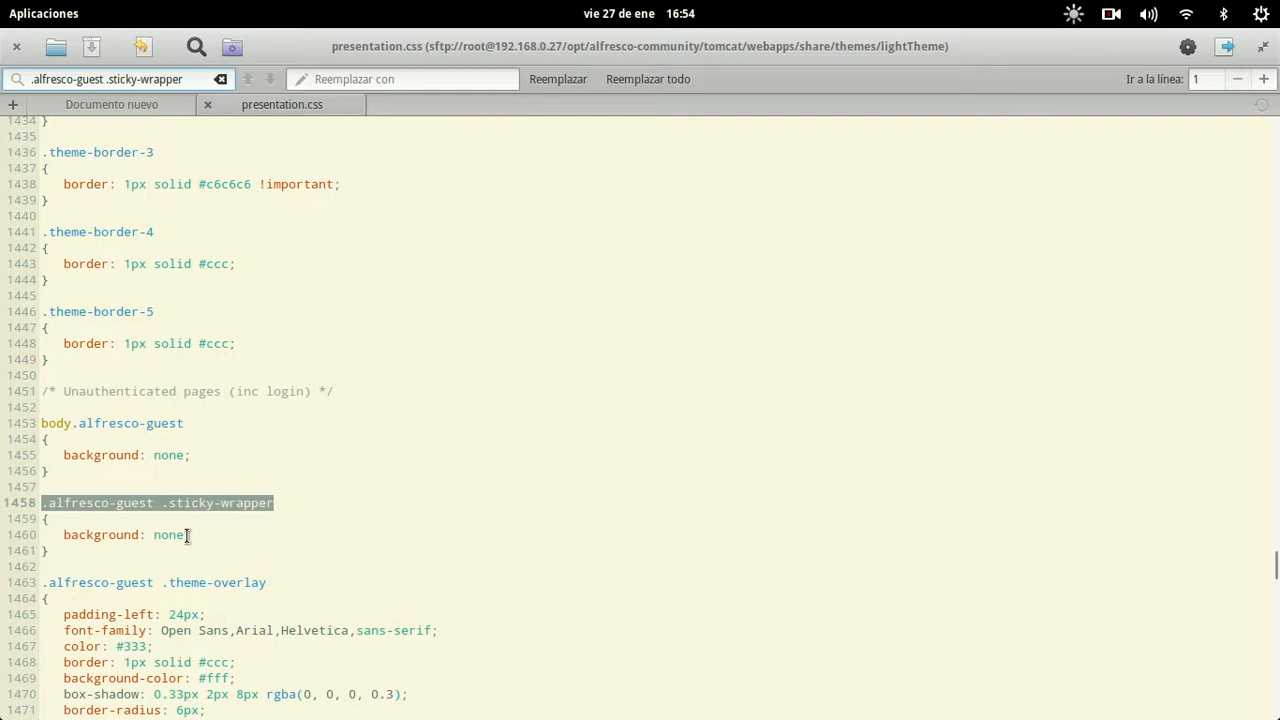 Aplicaciones
vie 27 de ene 16:54
presentation.css (sftp://root@192.168.0.27/opt/alfresco-community/tomcat/webapps/share/themes/lightTheme)
.alfresco-guest .sticky-wrapper
Reemplazar con
Reemplazar
Reemplazar todo
Ir a la línea: 1
Documento nuevo
presentation.css
1434 }
1435
1436 .theme-border-3
1437 {
1438 border: 1px solid #c6c6c6 !important;
1439 }
1440
1441 .theme-border-4
1442 {
1443 border: 1px solid #ccc;
1444 }
1445
1446 .theme-border-5
1447 {
1448 border: 1px solid #ccc;
1449 }
1450
1451 /* Unauthenticated pages (inc login) */
1452
1453 body.alfresco-guest
1454 {
1455 background: none;
1456 }
1457
1458 .alfresco-guest .sticky-wrapper
1459 {
1460 background: none;
1461 }
1462
1463 .alfresco-guest .theme-overlay
1464 {
1465 padding-left: 24px;
1466 font-family: Open Sans,Arial,Helvetica,sans-serif;
1467 color: #333;
1468 border: 1px solid #ccc;
1469 background-color: #fff;
1470 box-shadow: 0.33px 2px 8px rgba(0, 0, 0, 0.3);
1471 border-radius: 6px;